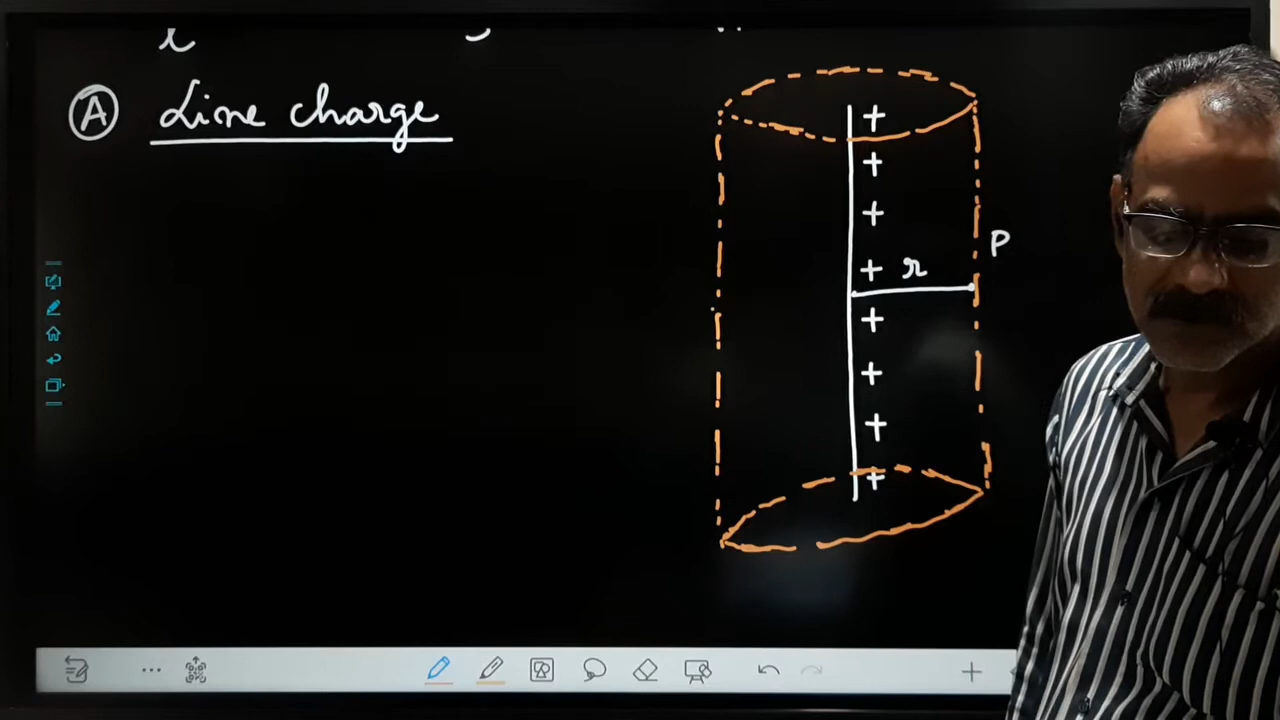 A Line charge
+
+
+
+ r
P
+
+
+
+